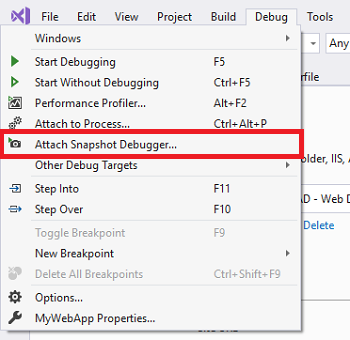 File Edit View Project Build Debug Tools
Windows
Any
Start Debugging F5
Start Without Debugging Ctrl+F5
rfile
Performance Profiler... Alt+F2
Attach to Process... Ctrl+Alt+P
Attach Snapshot Debugger...
older, IIS,
Other Debug Targets
Step Into F11
AD - Web D
Step Over F10
Delete
Toggle Breakpoint F9
New Breakpoint
Delete All Breakpoints Ctrl+Shift+F9
Options...
MyWebApp Properties...